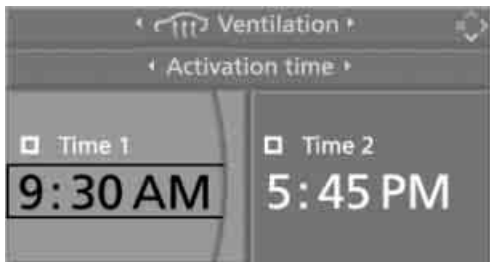 Ventilation
Activation time
Time 1
Time 2
9:30 AM
5:45 PM